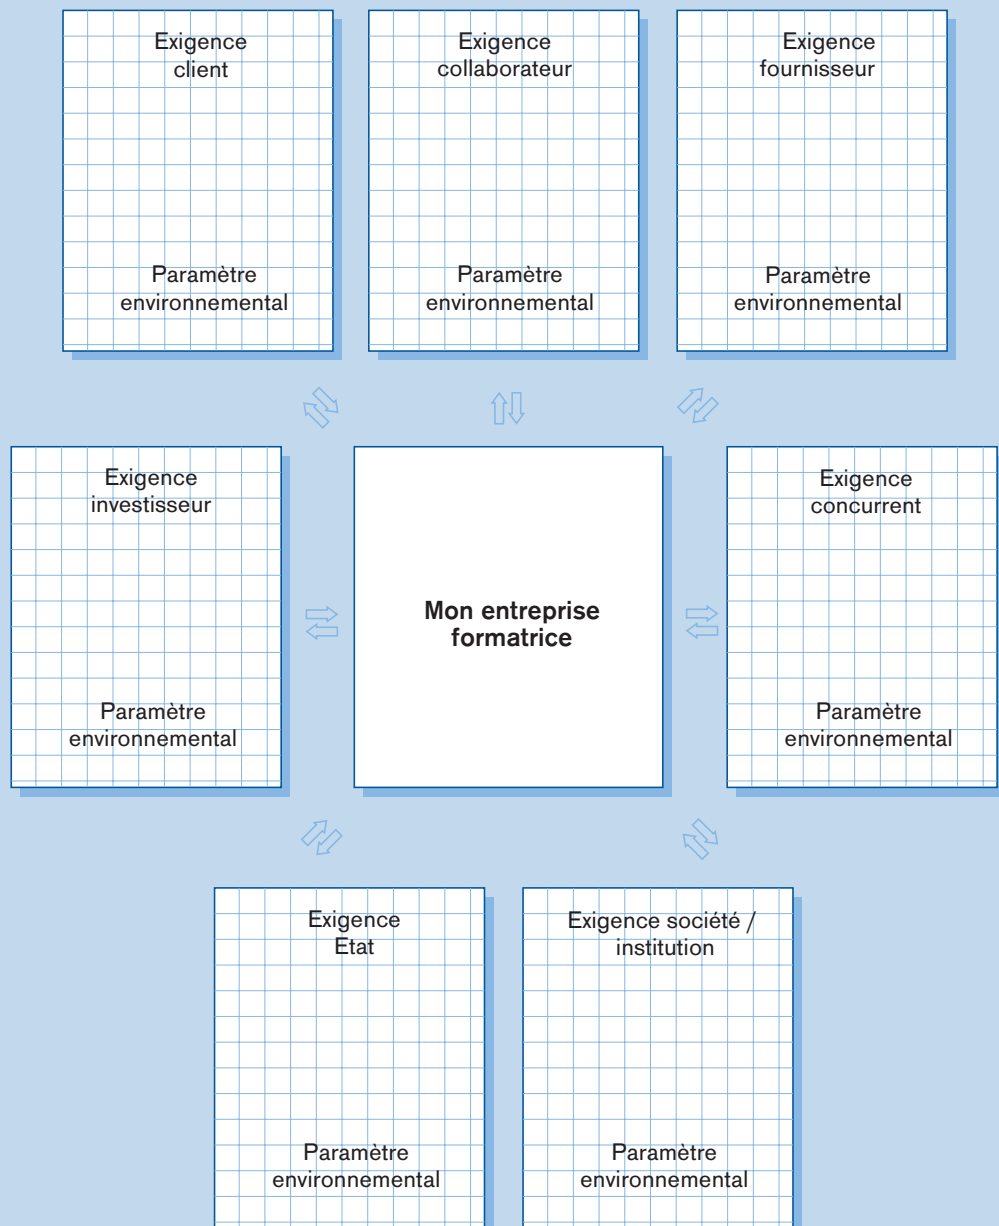 Exigence
client
Paramètre
environnemental
Exigence
collaborateur
Paramètre
environnemental
Exigence
fournisseur
Paramètre
environnemental
Exigence
investisseur
Paramètre
environnemental
Mon entreprise
formatrice
Exigence
concurrent
Paramètre
environnemental
Exigence
Etat
Paramètre
environnemental
Exigence société /
institution
Paramètre
environnemental